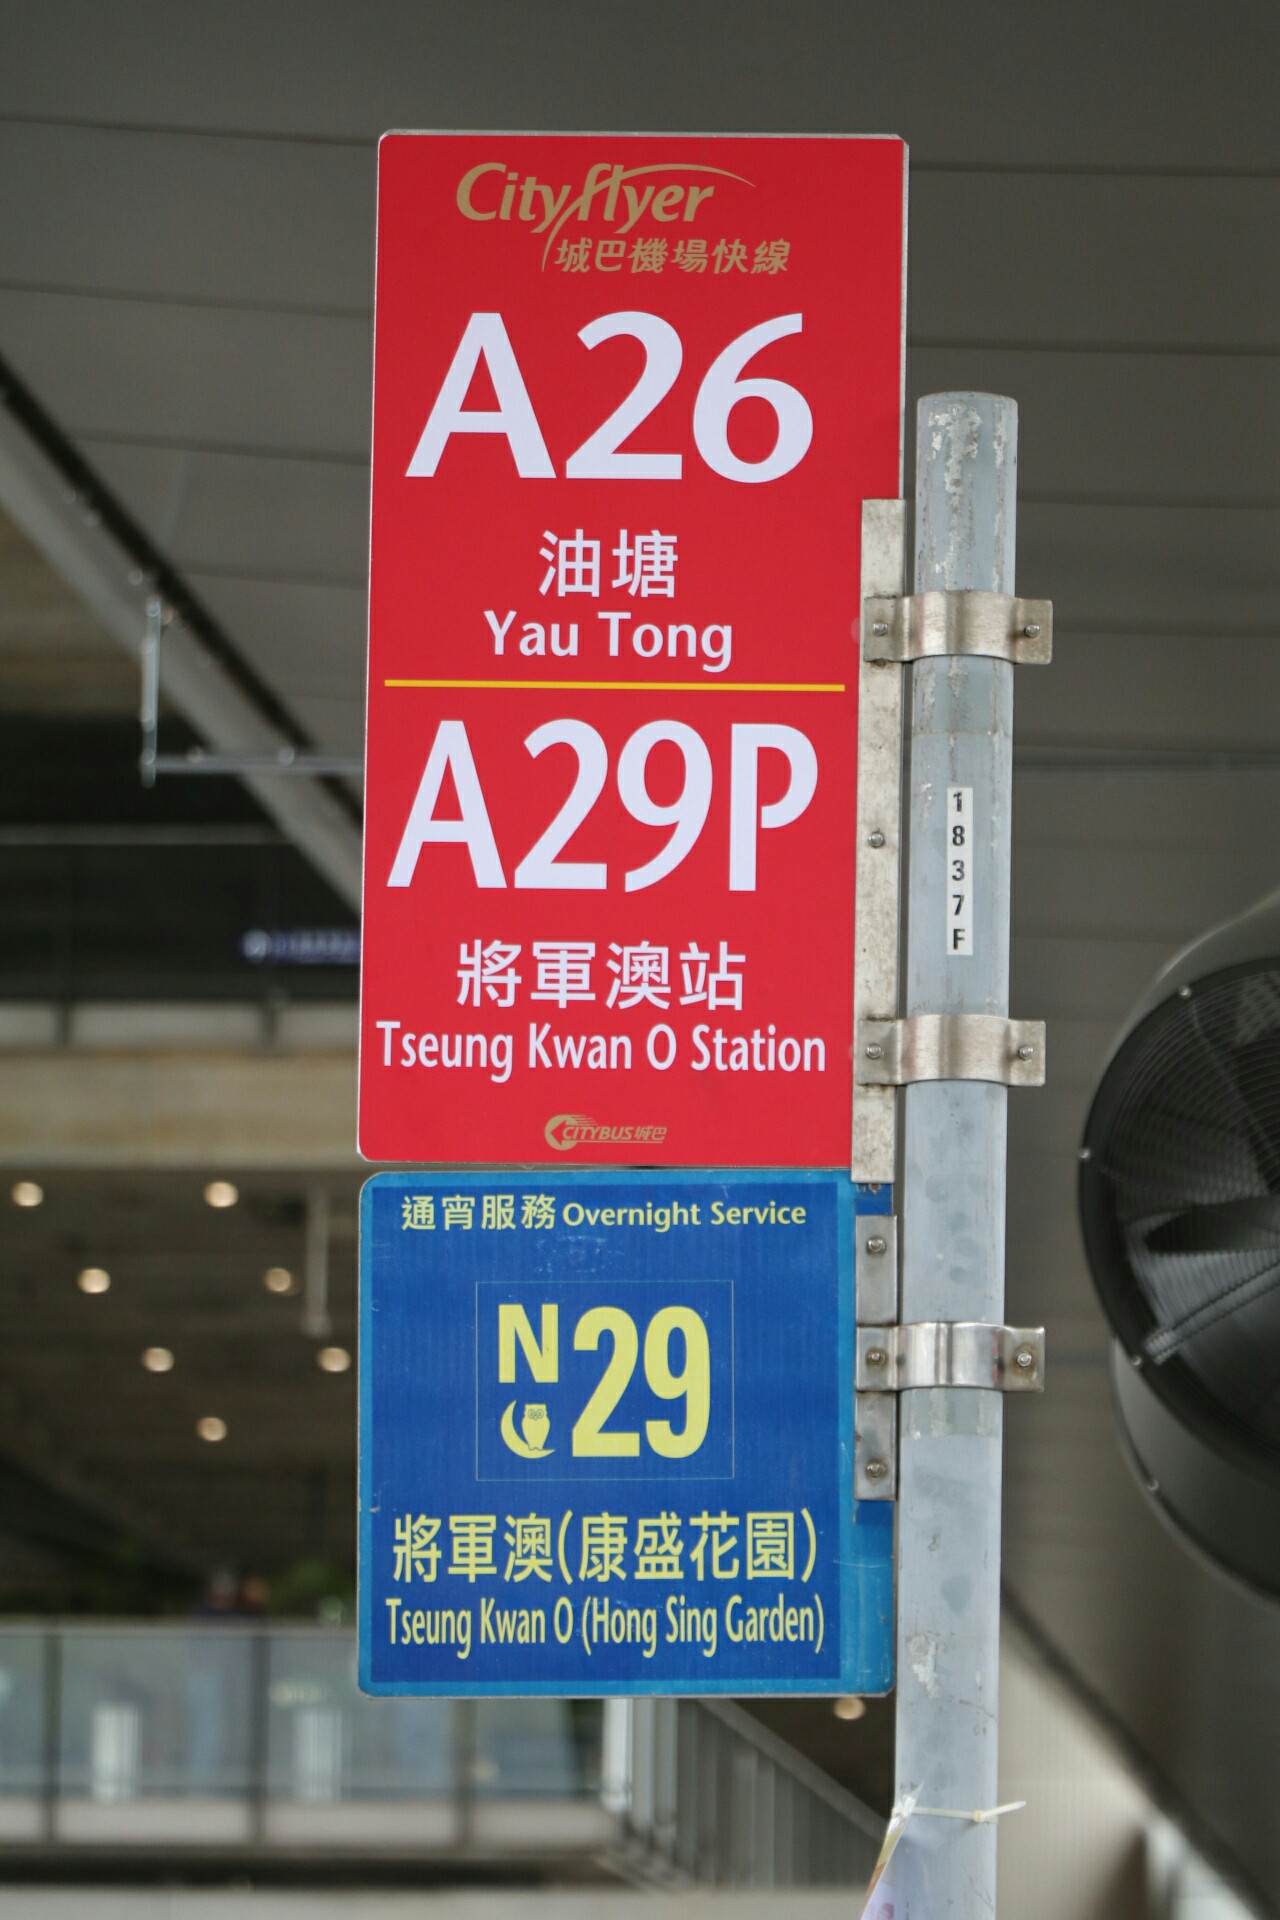 Cityflyer
城巴機場快線
A26
油塘
Yau Tong
A29P
將軍澳站
Tseung Kwan O Station
CITYBUS城巴
通宵服務 Overnight Service
N29
將軍澳(康盛花園)
Tseung Kwan O (Hong Sing Garden)
1837F